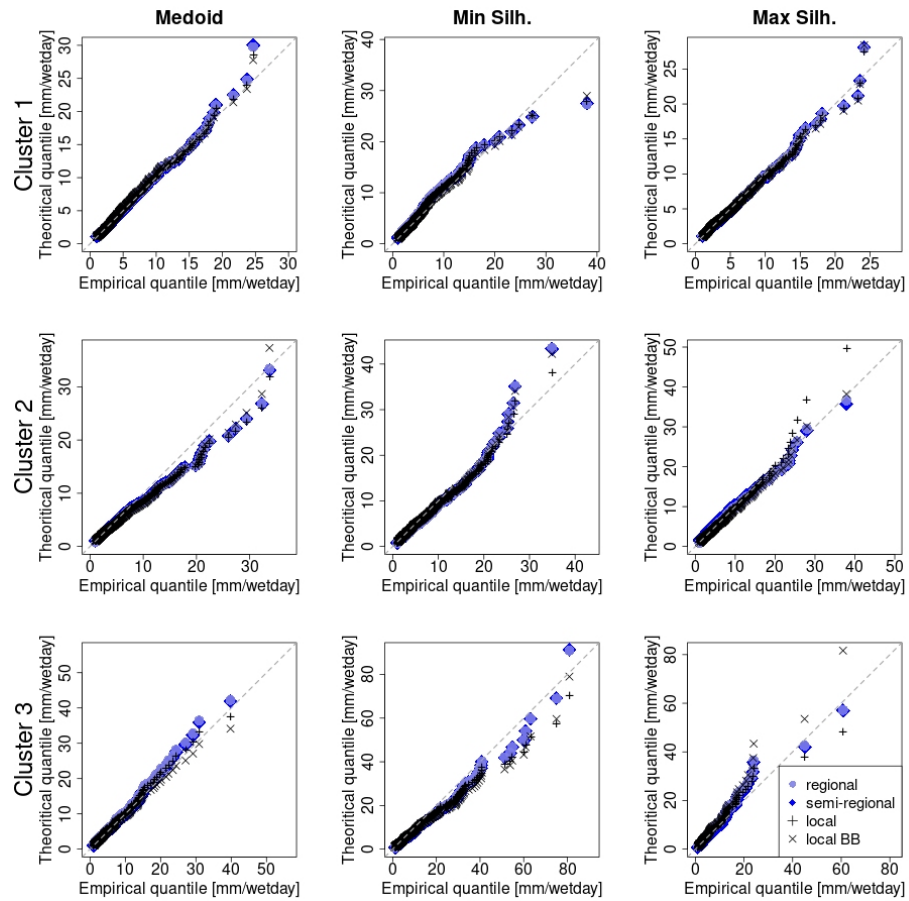 Medoid
Min Silh.
Max Silh.
Cluster 1
Theoritical quantile [mm/wetday]
0 5 10 15 20 25 30
0 5 10 15 20 25 30
Empirical quantile [mm/wetday]
Theoritical quantile [mm/wetday]
0 10 20 30 40
0 10 20 30 40
Empirical quantile [mm/wetday]
Theoritical quantile [mm/wetday]
0 5 10 15 20 25
0 5 10 15 20 25
Empirical quantile [mm/wetday]
Cluster 2
Theoritical quantile [mm/wetday]
0 10 20 30
0 10 20 30
Empirical quantile [mm/wetday]
Theoritical quantile [mm/wetday]
0 10 20 30 40
0 10 20 30 40
Empirical quantile [mm/wetday]
Theoritical quantile [mm/wetday]
0 10 20 30 40 50
0 10 20 30 40 50
Empirical quantile [mm/wetday]
Cluster 3
Theoritical quantile [mm/wetday]
0 10 20 30 40 50
0 10 20 30 40 50
Empirical quantile [mm/wetday]
Theoritical quantile [mm/wetday]
0 20 40 60 80
0 20 40 60 80
Empirical quantile [mm/wetday]
Theoritical quantile [mm/wetday]
0 20 40 60 80
0 20 40 60 80
Empirical quantile [mm/wetday]
regional
semi-regional
local
local BB